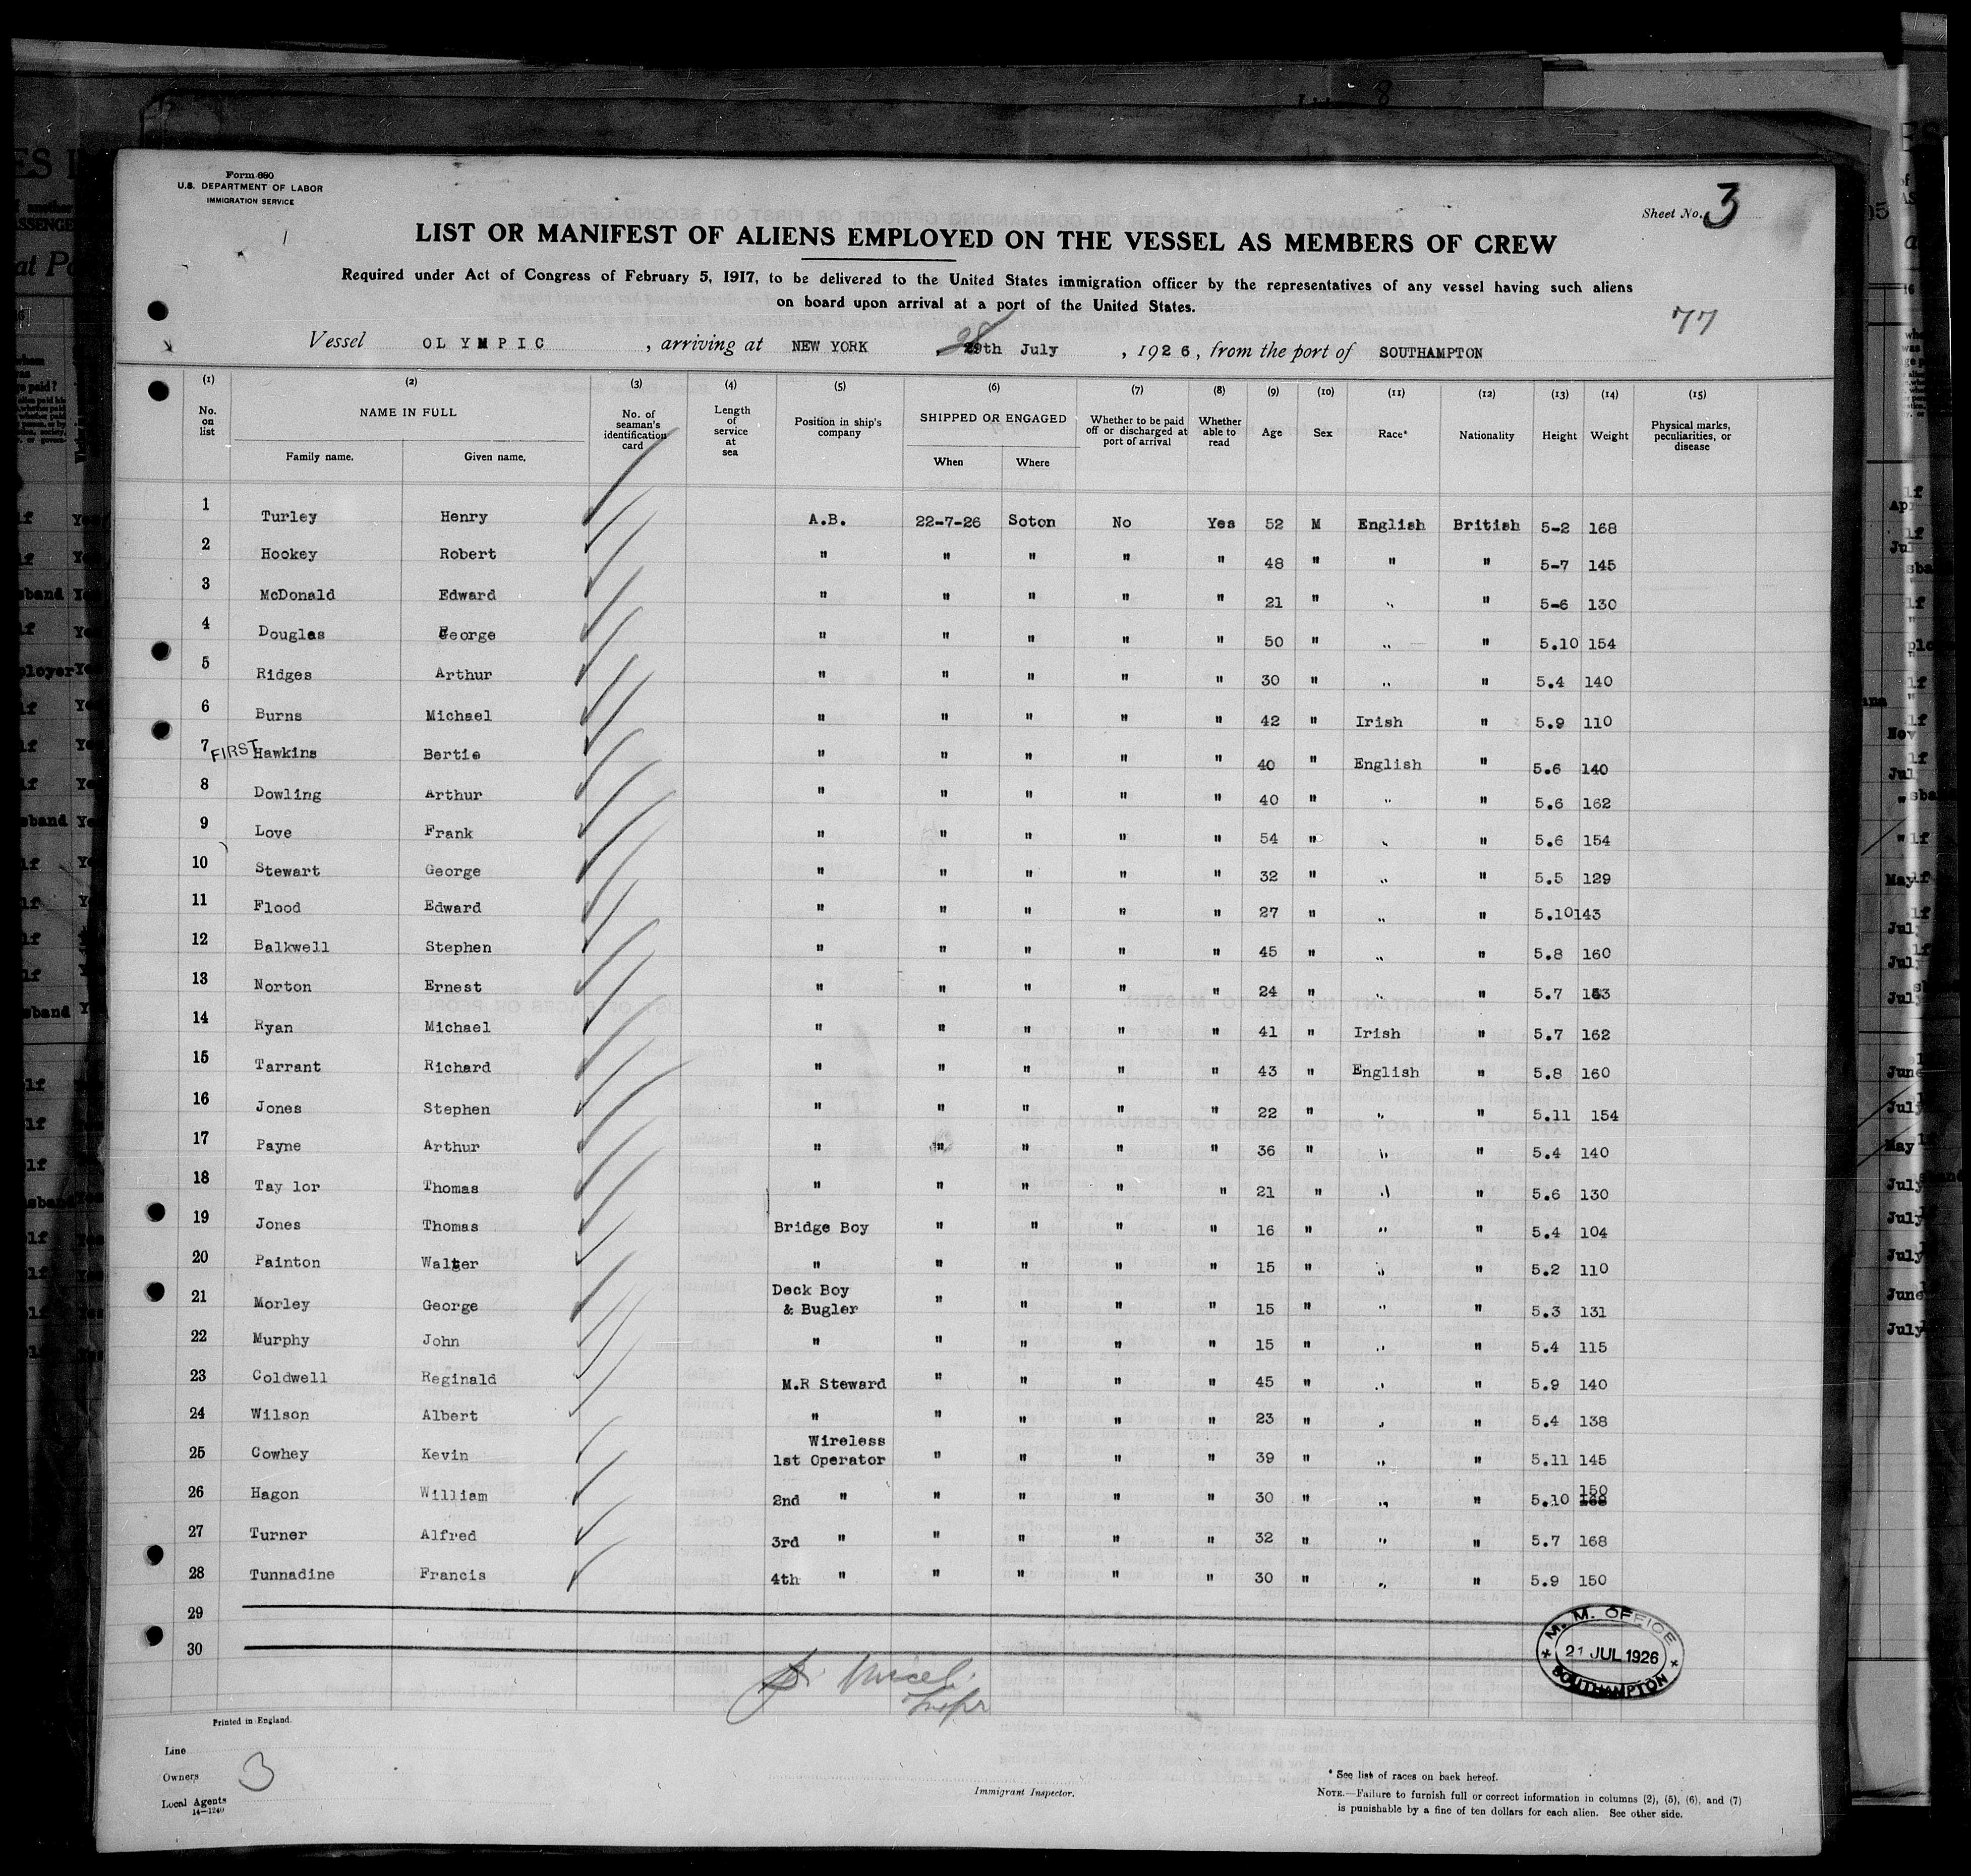 Form 680
U.S. DEPARTMENT OF LABOR
IMMIGRATION SERVICE
Sheet No. 3
LIST OR MANIFEST OF ALIENS EMPLOYED ON THE VESSEL AS MEMBERS OF CREW
Required under Act of Congress of February 5, 1917, to be delivered to the United States immigration officer by the representatives of any vessel having such aliens
on board upon arrival at a port of the United States.
77
Vessel OLYMPIC, arriving at NEW YORK, 28 29th July, 1926, from the port of SOUTHAMPTON
(1) (2) (3) (4) (5) (6) (7) (8) (9) (10) (11) (12) (13) (14) (15)
No. on list NAME IN FULL Family name. Given name. No. of seaman's identification card Length of service at sea Position in ship's company SHIPPED OR ENGAGED When Where Whether to be paid off or discharged at port of arrival Whether able to read Age Sex Race* Nationality Height Weight Physical marks, peculiarities, or disease
1 Turley Henry A.B. 22-7-26 Soton No Yes 52 M English British 5-2 168
2 Hookey Robert " " " " " 48 " " " 5-7 145
3 McDonald Edward " " " " " 21 " " " 5-6 130
4 Douglas George " " " " " 50 " " " 5.10 154
5 Ridges Arthur " " " " " 30 " " " 5.4 140
6 Burns Michael " " " " " 42 " Irish " 5.9 110
7 FIRST Hawkins Bertie " " " " " 40 " English " 5.6 140
8 Dowling Arthur " " " " " 40 " " " 5.6 162
9 Love Frank " " " " " 54 " " " 5.6 154
10 Stewart George " " " " " 32 " " " 5.5 129
11 Flood Edward " " " " " 27 " " " 5.10 143
12 Balkwell Stephen " " " " " 45 " " " 5.8 160
13 Norton Ernest " " " " " 24 " " " 5.7
14 Ryan Michael " " " " " 41 " Irish " 5.7 162
15 Tarrant Richard " " " " " 43 " English " 5.8 160
16 Jones Stephen " " " " " 22 " " " 5.11 154
17 Payne Arthur " " " " " 36 " " " 5.4 140
18 Tay lor Thomas " " " " " 21 " " " 5.6 130
19 Jones Thomas Bridge Boy " " " " 16 " " " 5.4 104
20 Painton Walter " " " " " 15 " " " 5.2 110
21 Morley George Deck Boy & Bugler " " " " 15 " " " 5.3 131
22 Murphy John " " " " " 15 " " " 5.4 115
23 Coldwell Reginald M.R Steward " " " " 45 " " " 5.9 140
24 Wilson Albert " " " " " 23 " " " 5.4 138
25 Cowhey Kevin Wireless 1st Operator " " " " 39 " " " 5.11 145
26 Hagon William 2nd " " " " " 30 " " " 5.10 150
27 Turner Alfred 3rd " " " " " 32 " " " 5.7 168
28 Tunnadine Francis 4th " " " " " 30 " " " 5.9 150
29
30
M. M. OFFICE
21 JUL 1926
SOUTHAMPTON
Printed in England.
Line
Owners
3
Local Agents
14-1240
Immigrant Inspector.
* See list of races on back hereof.
NOTE.—Failure to furnish full or correct information in columns (2), (5), (6), and (7)
is punishable by a fine of ten dollars for each alien. See other side.